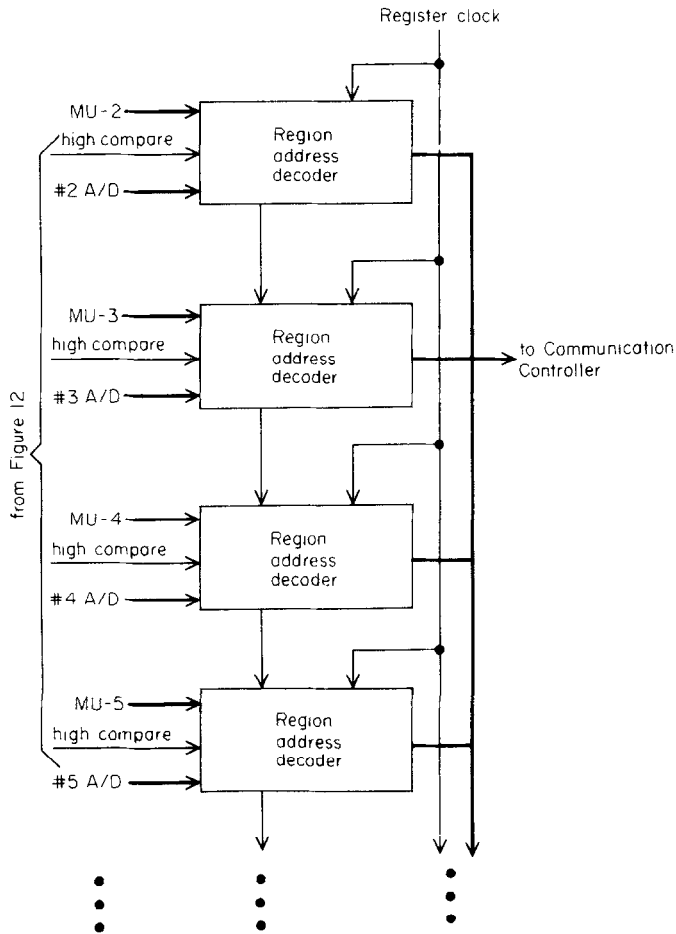 Register clock
MU-2
high compare
#2 A/D
Region
address
decoder
MU-3
high compare
#3 A/D
Region
address
decoder
to Communication
Controller
from Figure 12
MU-4
high compare
#4 A/D
Region
address
decoder
MU-5
high compare
#5 A/D
Region
address
decoder